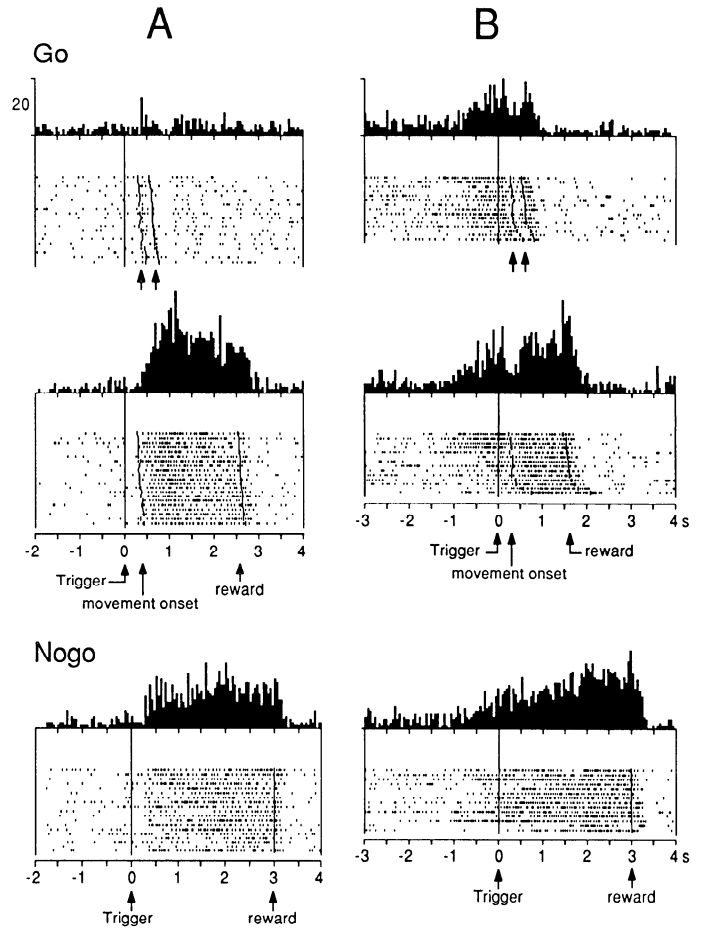 A B
Go
20
-2 -1 0 1 2 3 4
-3 -2 -1 0 1 2 3 4 s
Trigger
movement onset
reward
Trigger
reward
movement onset
Nogo
-2 -1 0 1 2 3 4
-3 -2 -1 0 1 2 3 4 s
Trigger reward
Trigger reward